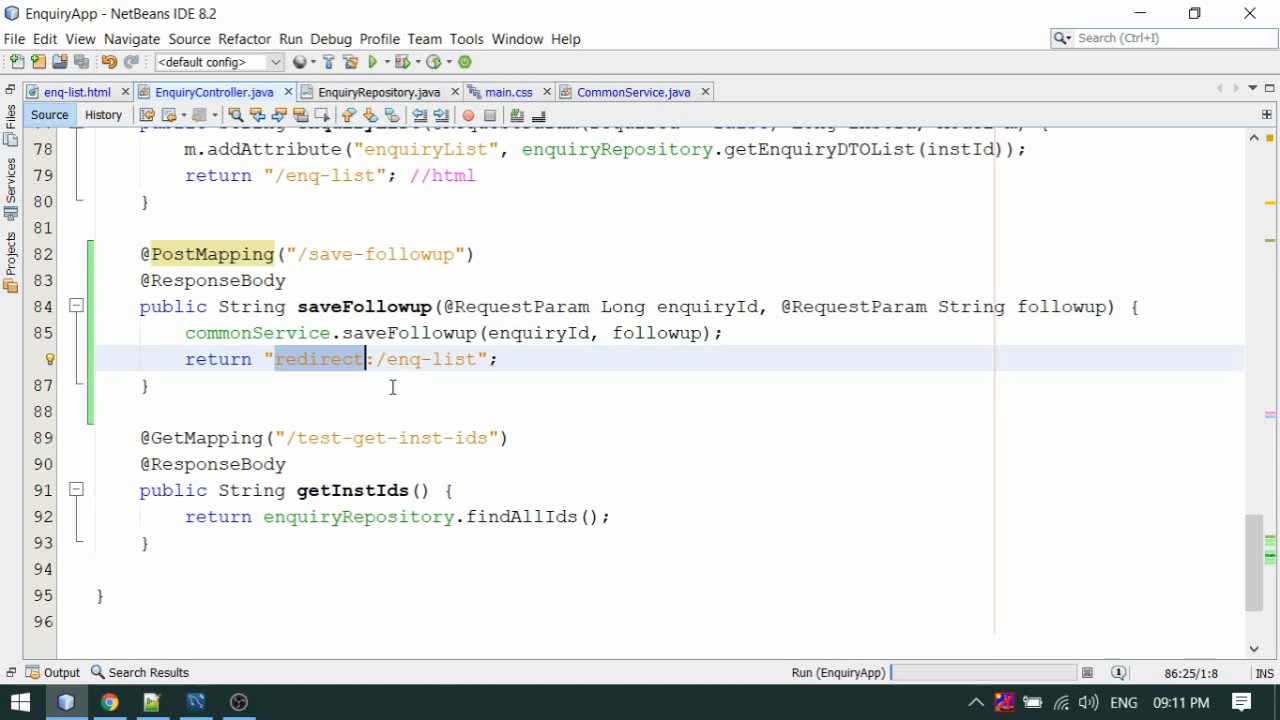 EnquiryApp - NetBeans IDE 8.2
File Edit View Navigate Source Refactor Run Debug Profile Team Tools Window Help
Search (Ctrl+I)
<default config>
enq-list.html EnquiryController.java EnquiryRepository.java main.css CommonService.java
Source History
Files
Services
Projects
78 m.addAttribute("enquiryList", enquiryRepository.getEnquiryDTOList(instId));
79 return "/enq-list"; //html
80 }
81
82 @PostMapping("/save-followup")
83 @ResponseBody
84 public String saveFollowup(@RequestParam Long enquiryId, @RequestParam String followup) {
85 commonService.saveFollowup(enquiryId, followup);
return "redirect:/enq-list";
87 }
88
89 @GetMapping("/test-get-inst-ids")
90 @ResponseBody
91 public String getInstIds() {
92 return enquiryRepository.findAllIds();
93 }
94
95 }
96
Output Search Results Run (EnquiryApp) 1 86:25/1:8 INS
ENG 09:11 PM